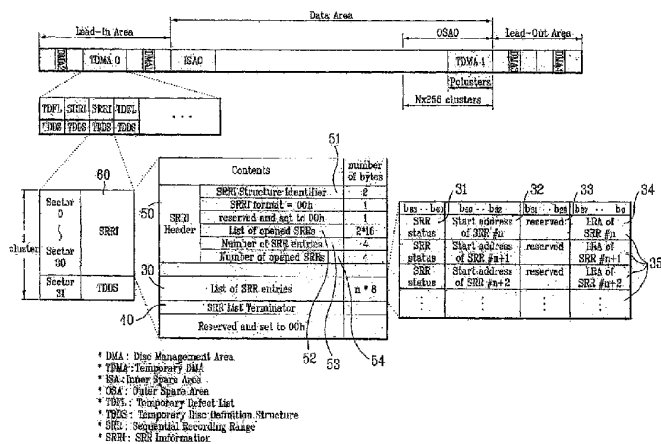 Data Area
Lead-In Area
OSA0
Lead-Out Area
DMA
TDMA 0
DMA
ISA0
TDMA 1
DMA
DMA
Pclusters
Nx256 clusters
TDFL SRRI SRRI TDFL
TDDS TDDS TDDS TDDS
. . .
60
51
Contents
number of bytes
50
SRRI Header
SRRI Structure Identifier
2
SRRI format = 00h
1
reserved and set to 00h
1
List of opened SRRs
2*16
Number of SRR entries
4
Number of opened SRRs
4
30
List of SRR entries
n * 8
40
SRR List Terminator
Reserved and set to 00h
52
53
54
1 cluster
Sector 0
Sector 30
SRRI
Sector 31
TDDS
31
32
33
34
35
SRR status
Start address of SRR #n
reserved
LRA of SRR #n
SRR status
Start address of SRR #n+1
reserved
LRA of SRR #n+1
SRR status
Start address of SRR #n+2
reserved
LRA of SRR #n+2
* DMA : Disc Management Area
* TDMA : Temporary DMA
* ISA : Inner Spare Area
* OSA : Outer Spare Area
* TDFL : Temporary Defect List
* TDDS : Temporary Disc Definition Structure
* SRR : Sequential Recording Range
* SRRI : SRR Imformation